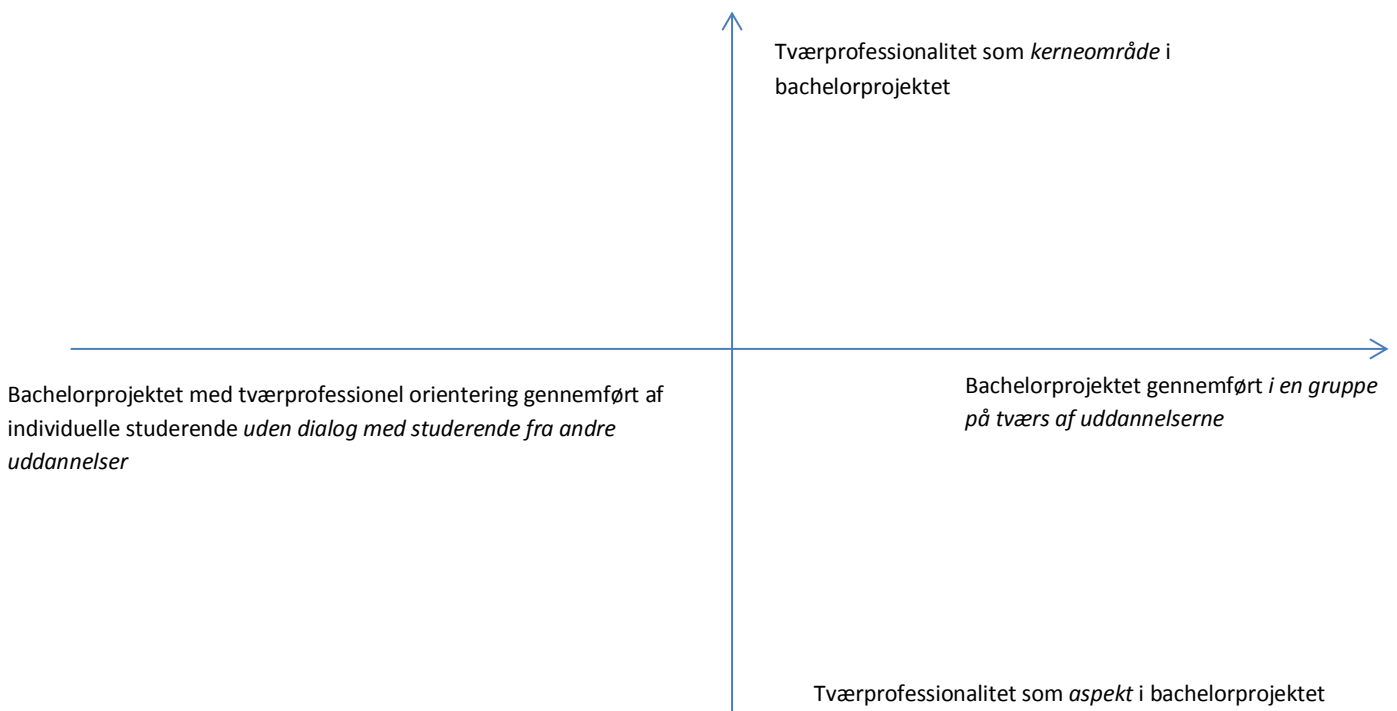 Tværprofessionalitet som kerneområde i
bachelorprojektet
Bachelorprojektet med tværprofessionel orientering gennemført af
individuelle studerende uden dialog med studerende fra andre
uddannelser
Bachelorprojektet gennemført i en gruppe
på tværs af uddannelserne
Tværprofessionalitet som aspekt i bachelorprojektet